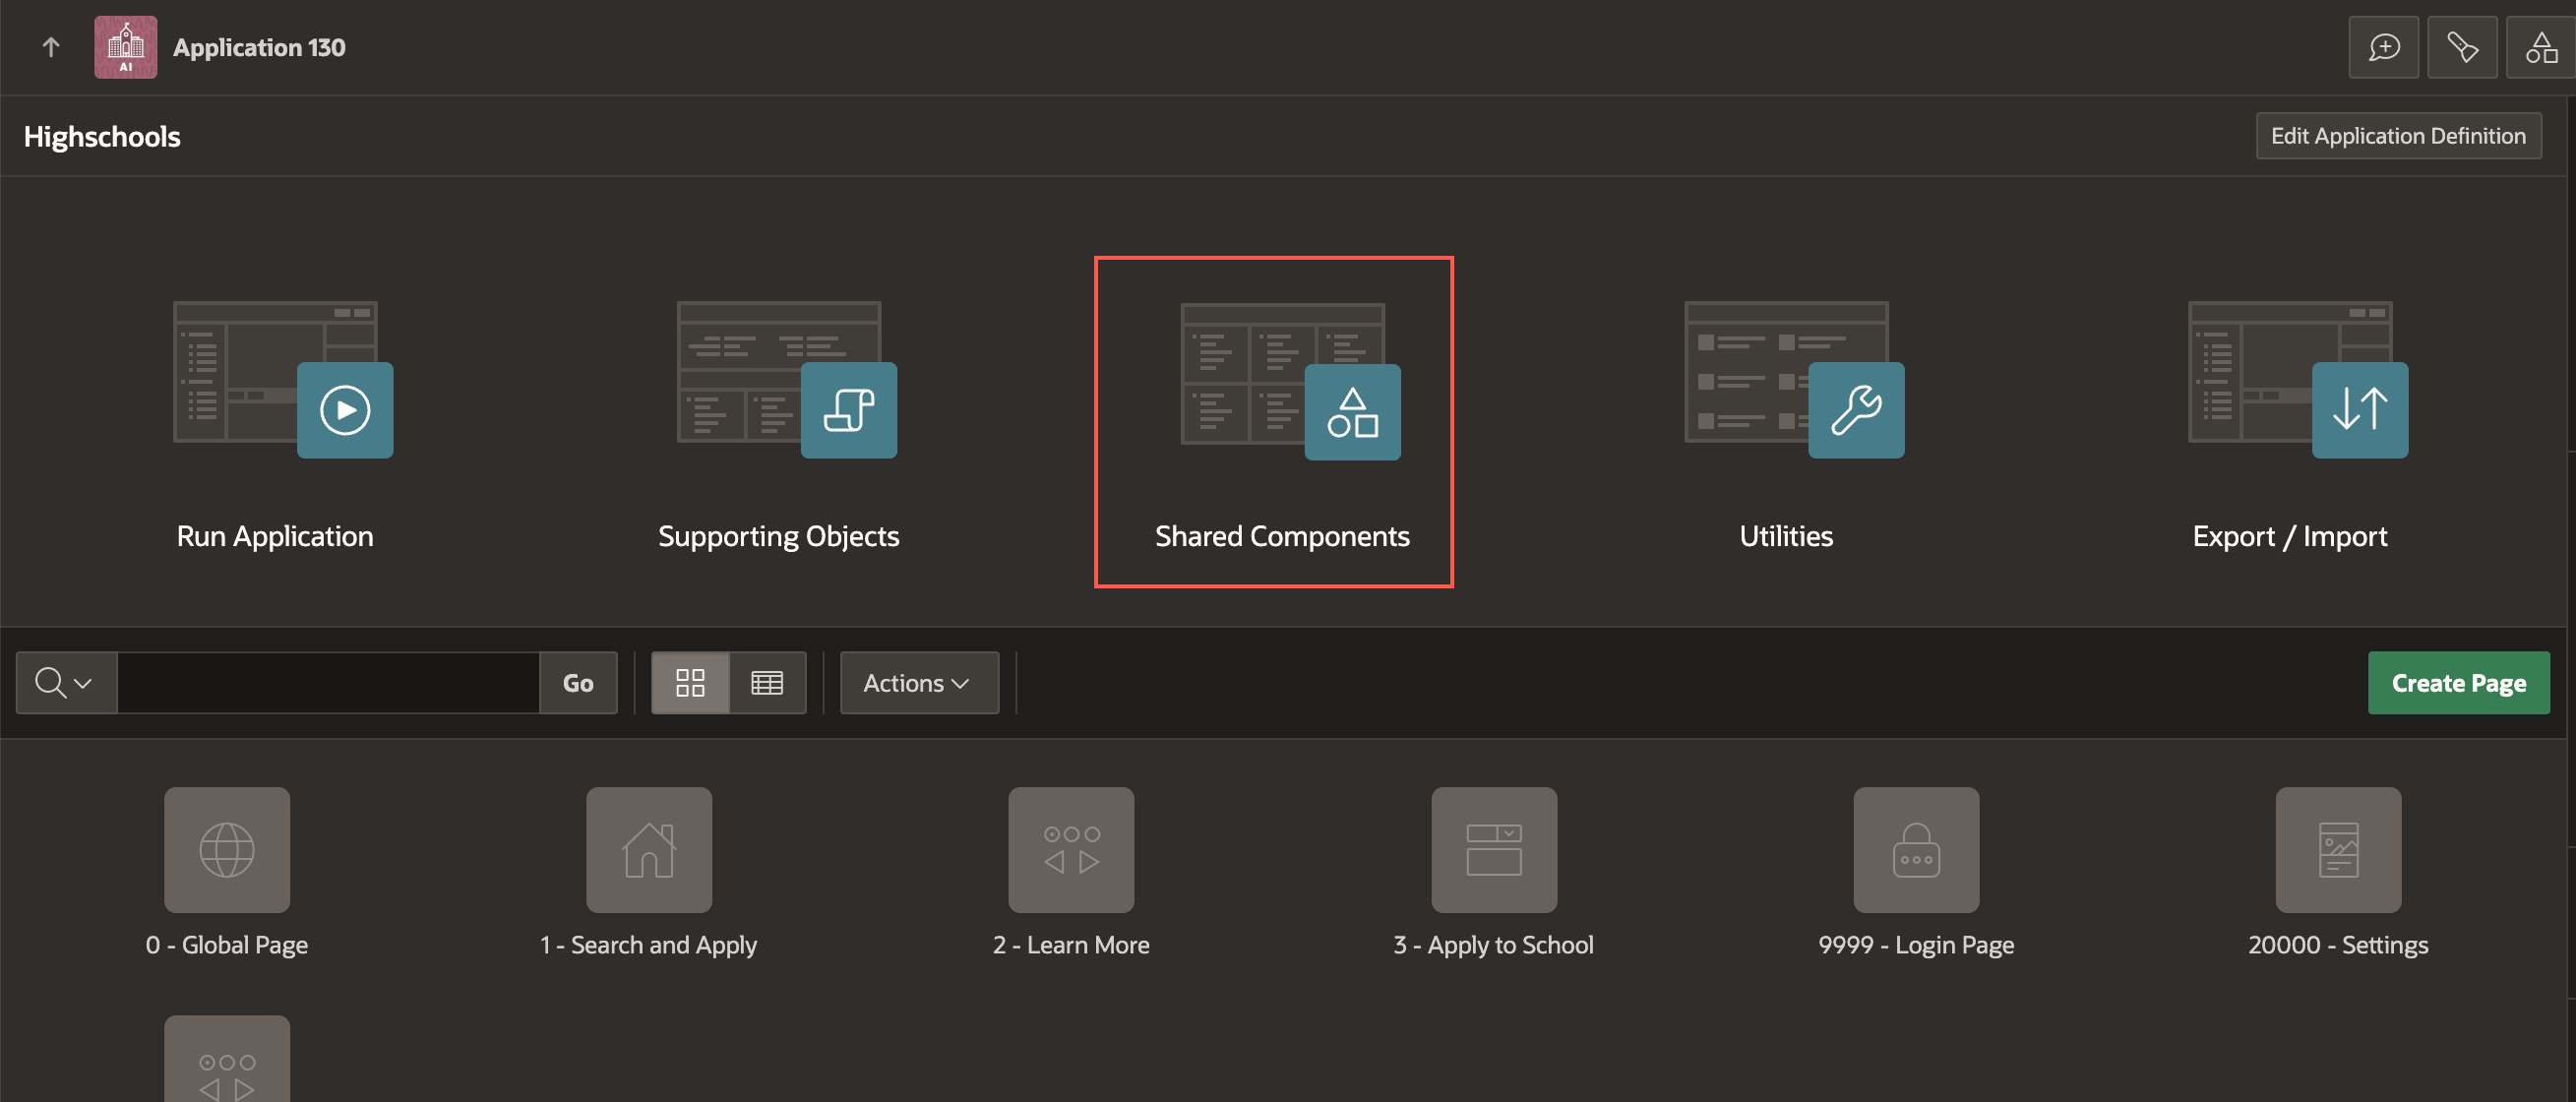 AI
Application 130
Highschools
Edit Application Definition
Run Application
Supporting Objects
Shared Components
Utilities
Export / Import
Go
Actions
Create Page
0 - Global Page
1 - Search and Apply
2 - Learn More
3 - Apply to School
9999 - Login Page
20000 - Settings